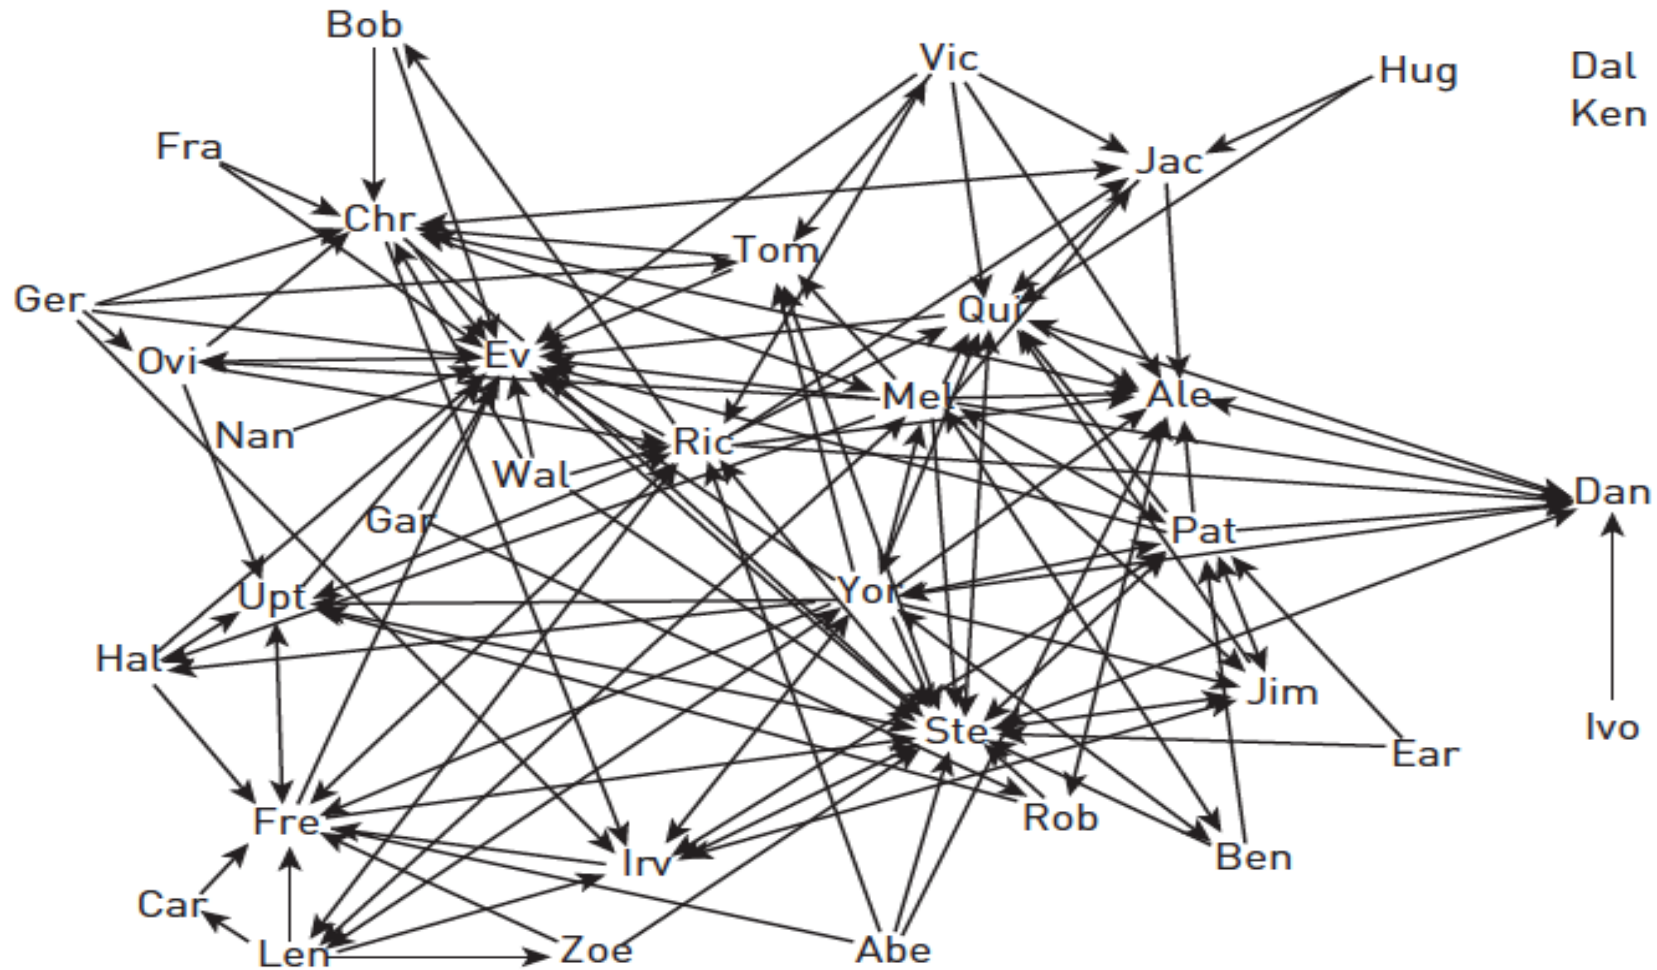 Bob
Vic
Hug
Dal
Ken
Fra
Jac
Chr
Tom
Ger
Qui
Ovi
Ev
Mel
Ale
Nan
Ric
Wal
Dan
Gar
Pat
Upt
Yor
Hal
Jim
Ste
Ivo
Ear
Fre
Rob
Irv
Ben
Car
Len
Zoe
Abe